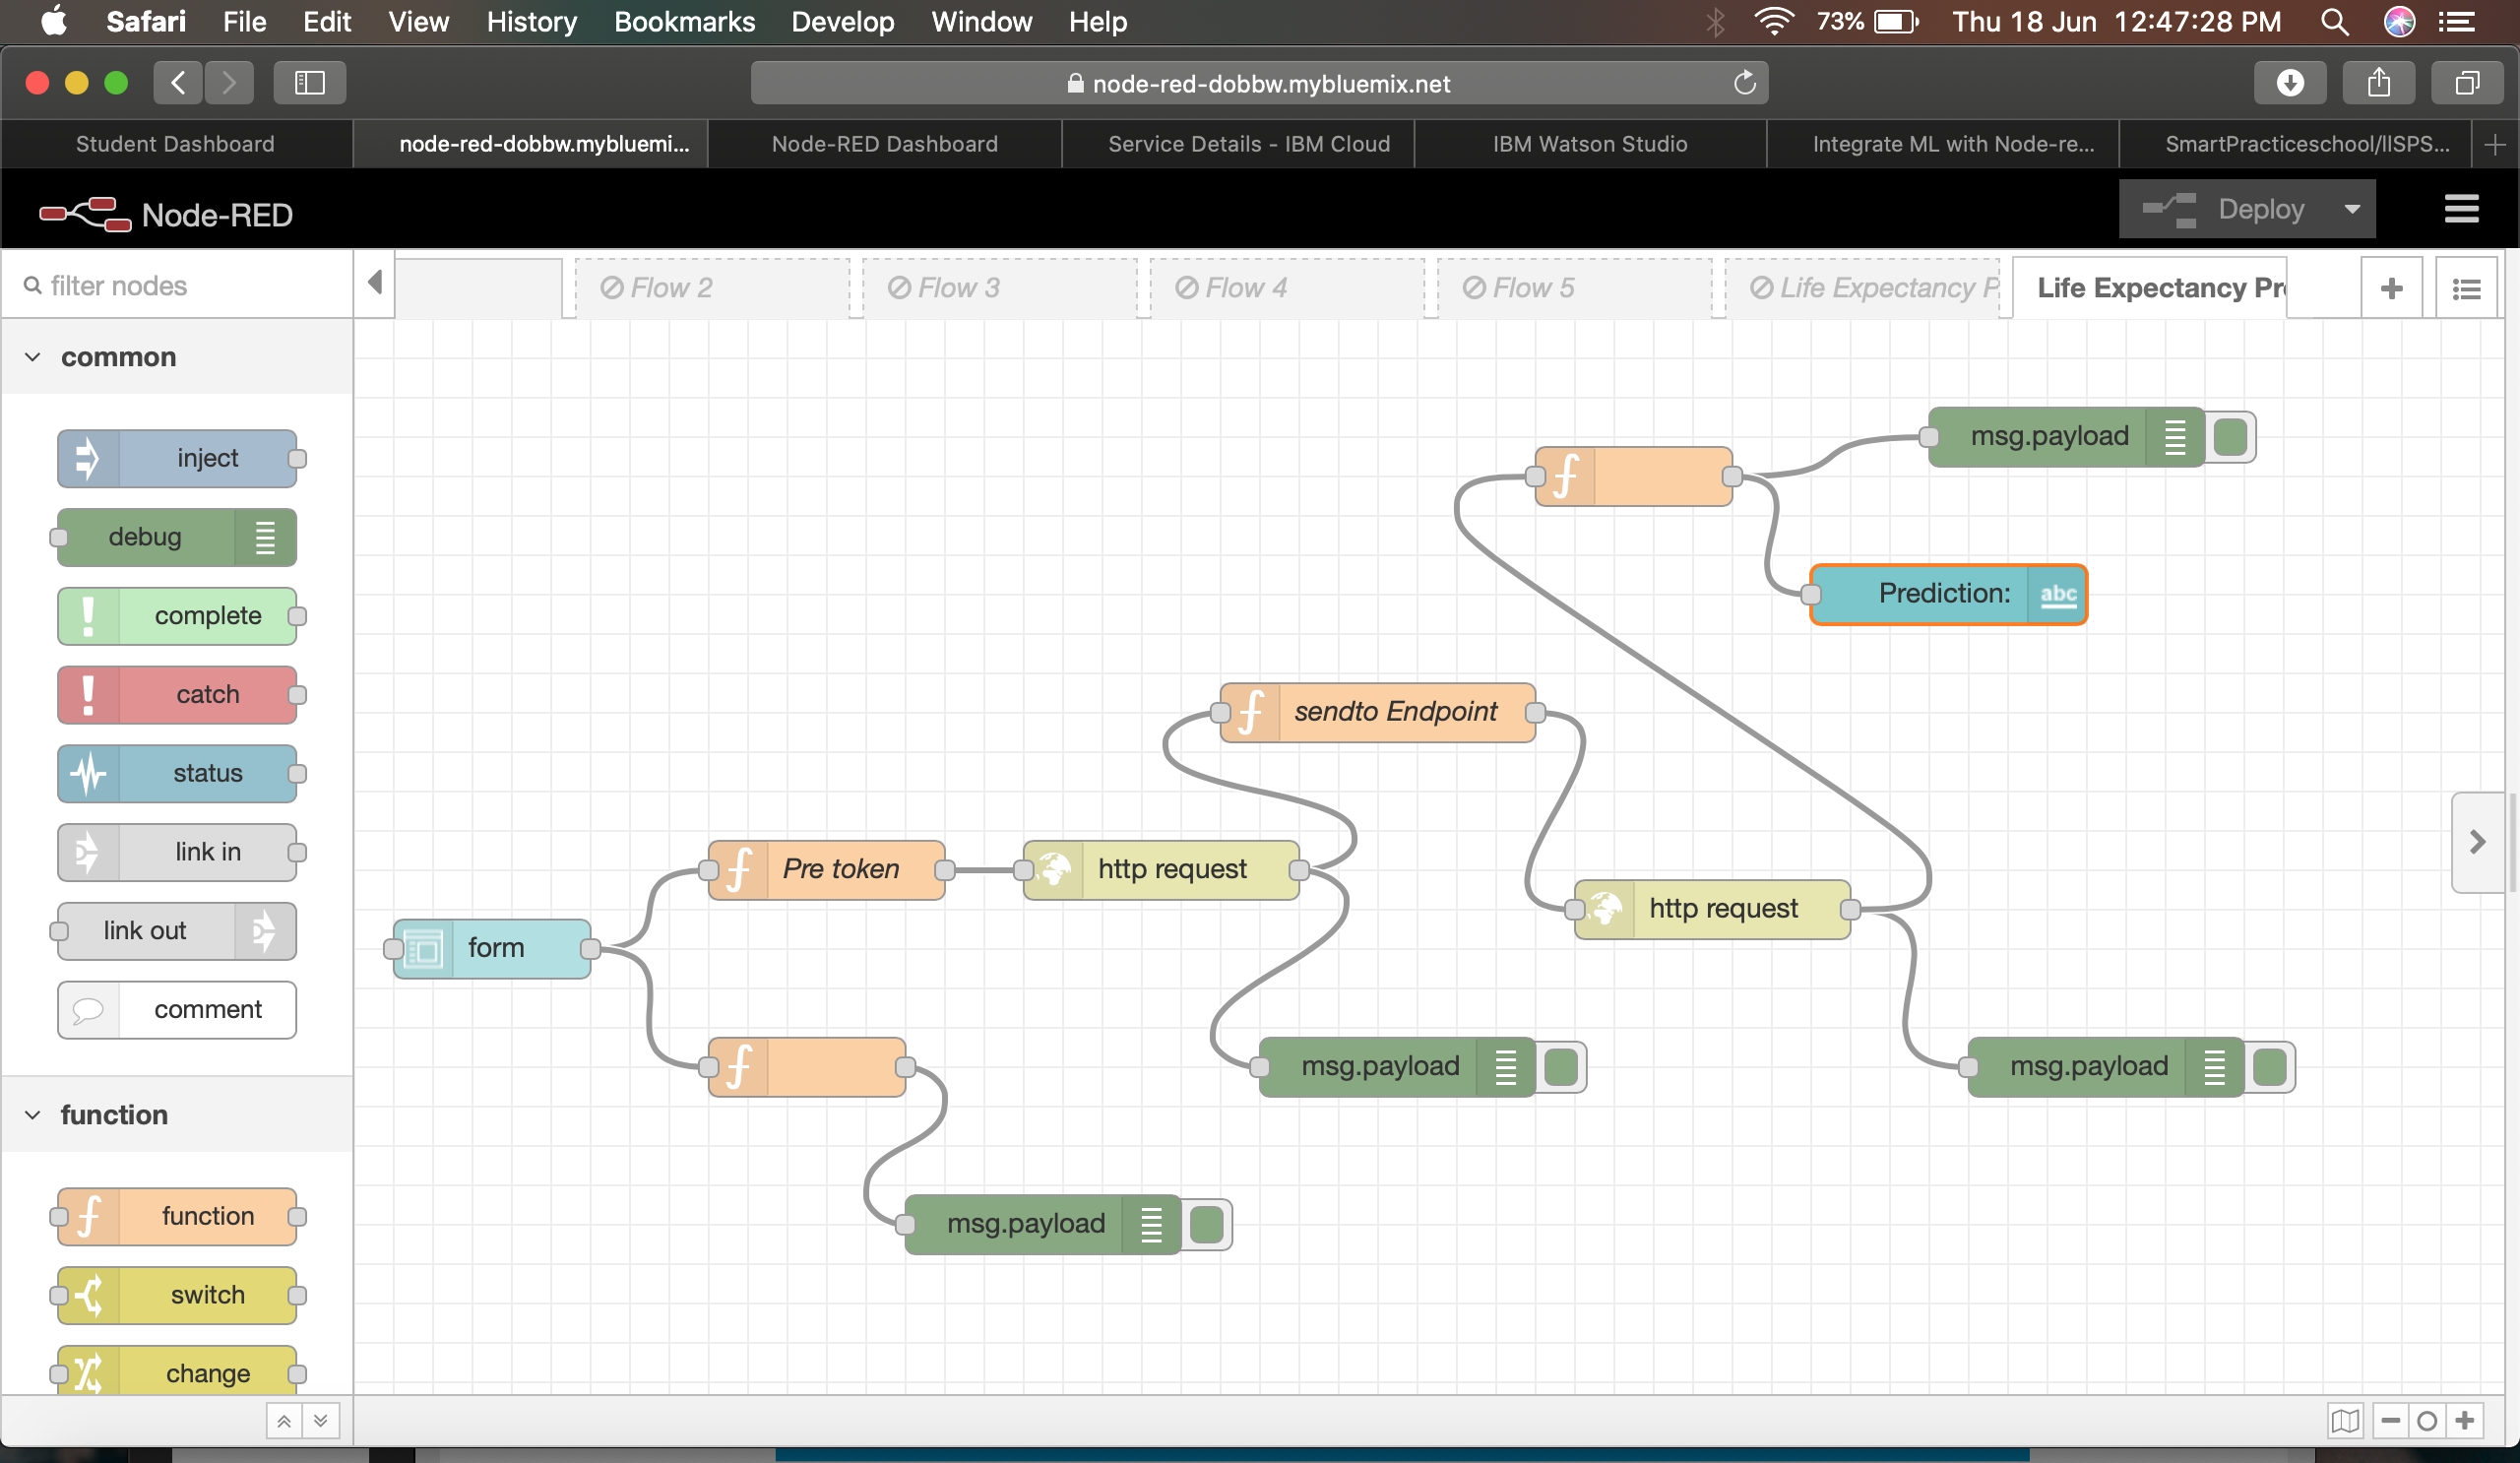 Safari File Edit View History Bookmarks Develop Window Help 73% Thu 18 Jun 12:47:28 PM
node-red-dobbw.mybluemix.net
Student Dashboard node-red-dobbw.mybluemi... Node-RED Dashboard Service Details - IBM Cloud IBM Watson Studio Integrate ML with Node-re... SmartPracticeschool/llSPS...
Node-RED Deploy
filter nodes Flow 2 Flow 3 Flow 4 Flow 5 Life Expectancy P Life Expectancy Pr
common
inject
debug
complete
catch
status
link in
link out
comment
function
function
switch
change
msg.payload
Prediction: abc
sendto Endpoint
Pre token http request
http request
form
msg.payload msg.payload
msg.payload